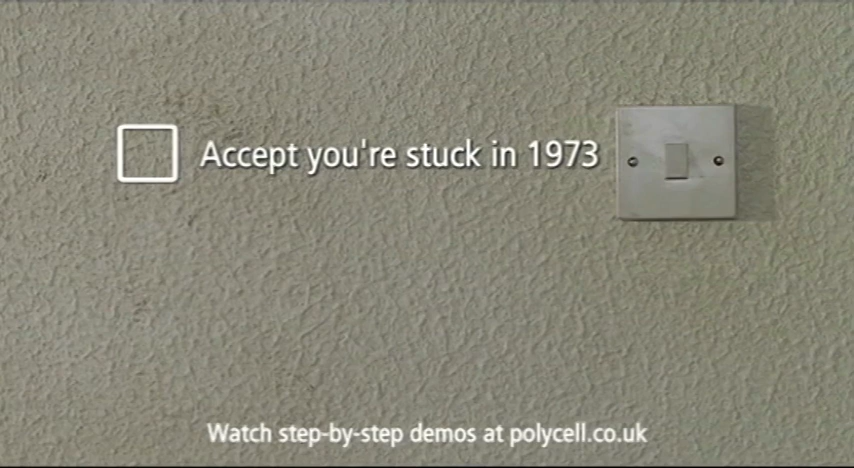 Accept you're stuck in 1973
Watch step-by-step demos at polycell.co.uk